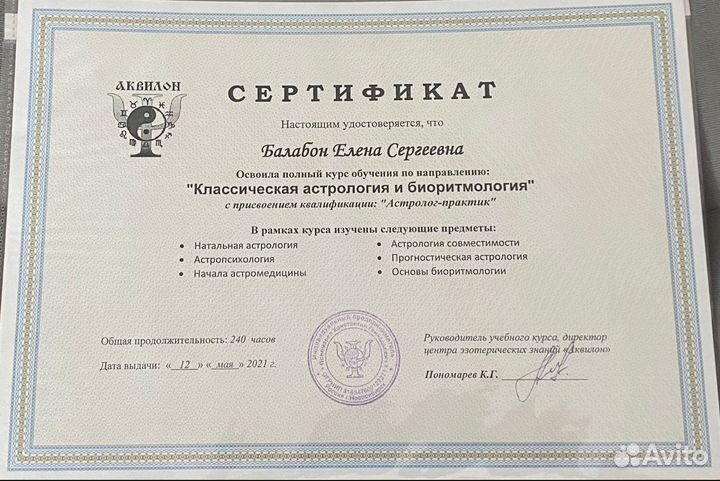 АКВИЛОН
СЕРТИФИКАТ
Настоящим удостоверяется, что
Балабон Елена Сергеевна
Освоила полный курс обучения по направлению:
"Классическая астрология и биоритмология"
с присвоением квалификации: "Астролог-практик"
В рамках курса изучены следующие предметы:
• Натальная астрология
• Астропсихология
• Начала астромедицины
• Астрология совместимости
• Прогностическая астрология
• Основы биоритмологии
Общая продолжительность: 240 часов
Дата выдачи: « 12 » « мая » 2021 г.
Индивидуальный предприниматель
Руководитель учебного курса, директор
центра эзотерических знаний «Аквилон»
Пономарев К.Г.
Avito